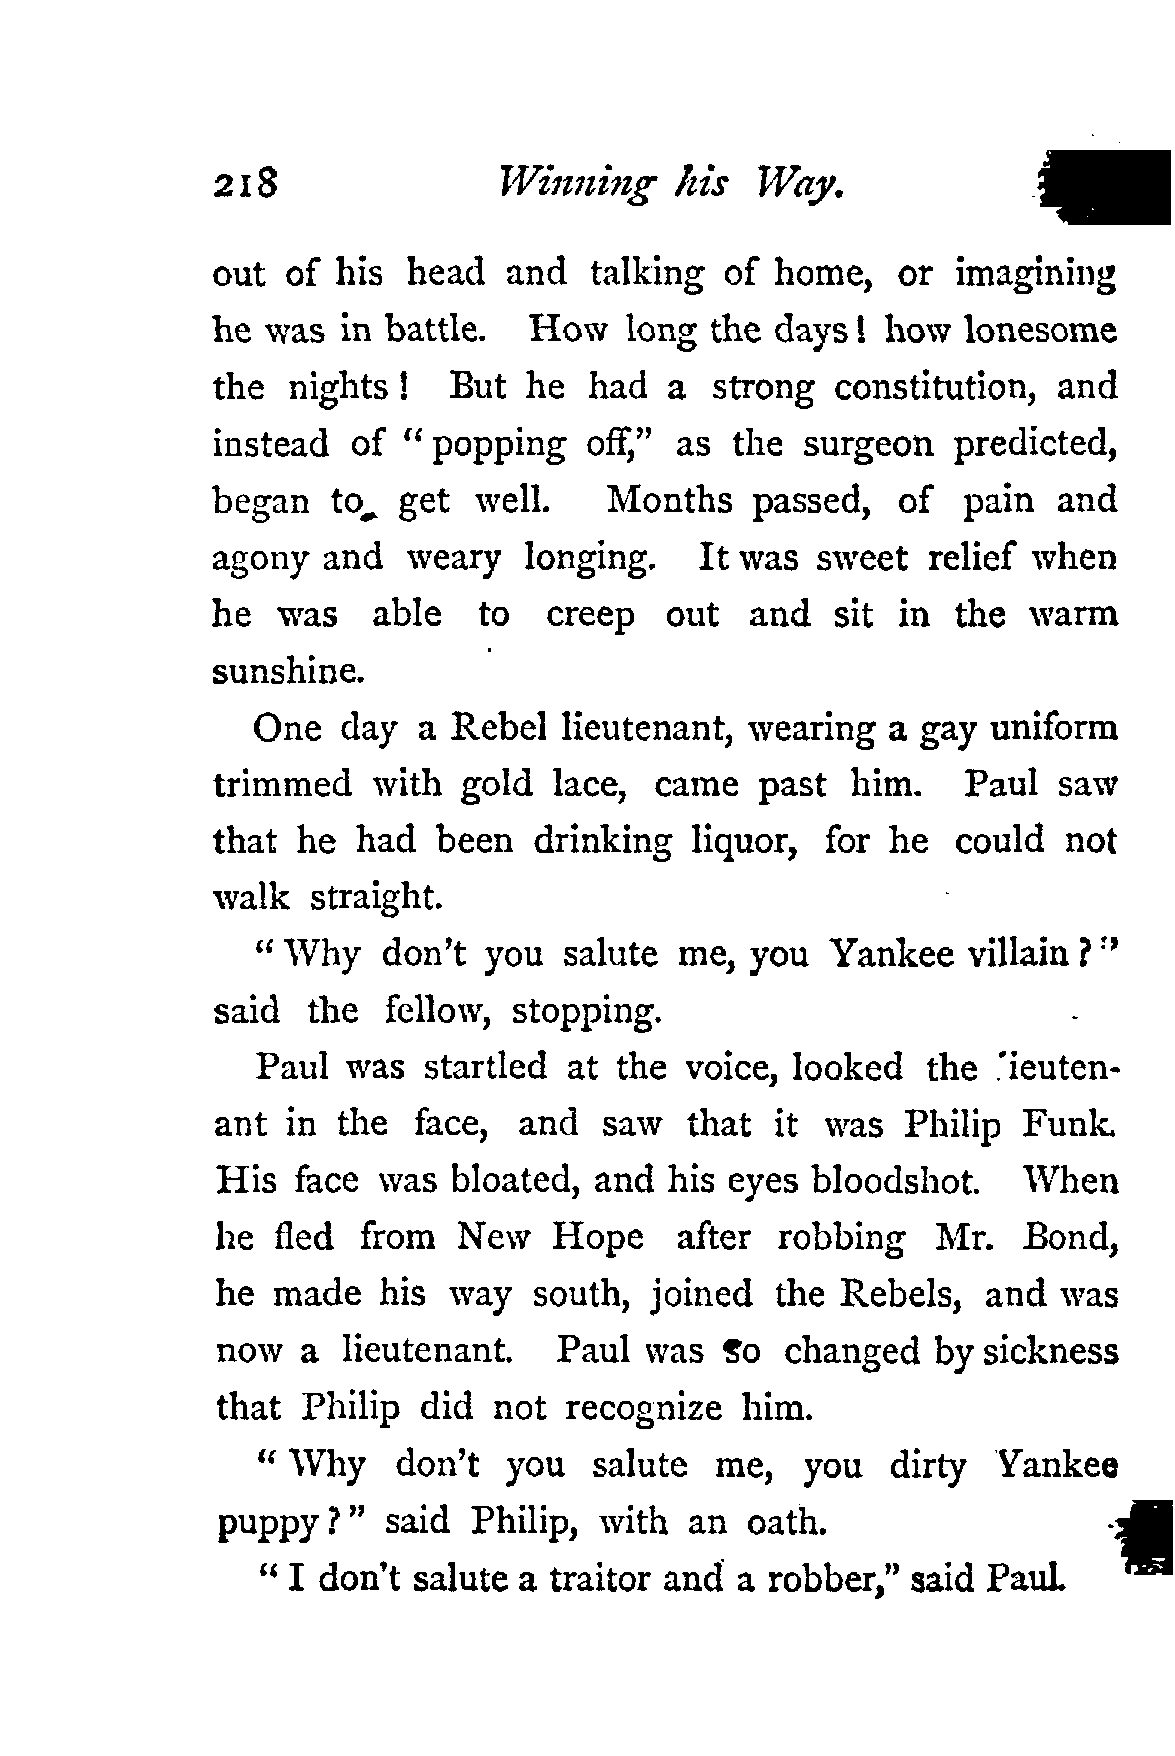 218 Winning his Way.
out of his head and talking of home, or imagining
he was in battle. How long the days! how lonesome
the nights! But he had a strong constitution, and
instead of "popping off," as the surgeon predicted,
began to get well. Months passed, of pain and
agony and weary longing. It was sweet relief when
he was able to creep out and sit in the warm
sunshine.
One day a Rebel lieutenant, wearing a gay uniform
trimmed with gold lace, came past him. Paul saw
that he had been drinking liquor, for he could not
walk straight.
"Why don't you salute me, you Yankee villain?"
said the fellow, stopping.
Paul was startled at the voice, looked the lieuten-
ant in the face, and saw that it was Philip Funk.
His face was bloated, and his eyes bloodshot. When
he fled from New Hope after robbing Mr. Bond,
he made his way south, joined the Rebels, and was
now a lieutenant. Paul was so changed by sickness
that Philip did not recognize him.
"Why don't you salute me, you dirty Yankee
puppy?" said Philip, with an oath.
"I don't salute a traitor and a robber," said Paul.